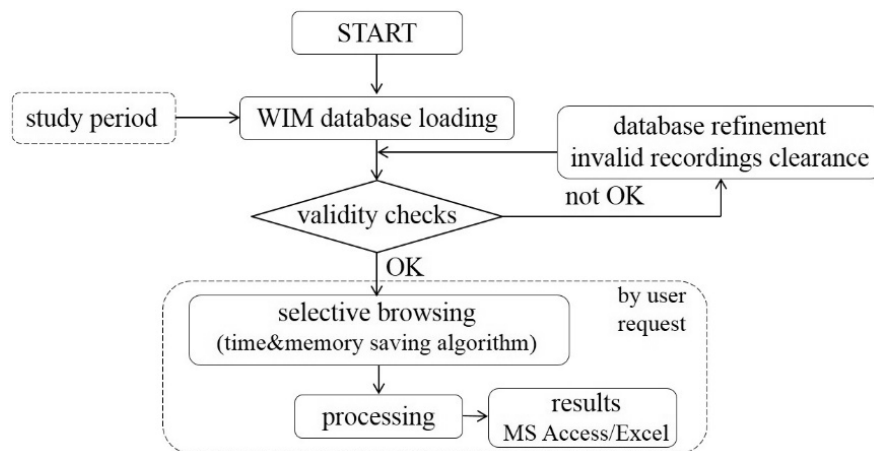 START
study period
WIM database loading
database refinement
invalid recordings clearance
validity checks
not OK
OK
by user
request
selective browsing
(time&memory saving algorithm)
processing
results
MS Access/Excel